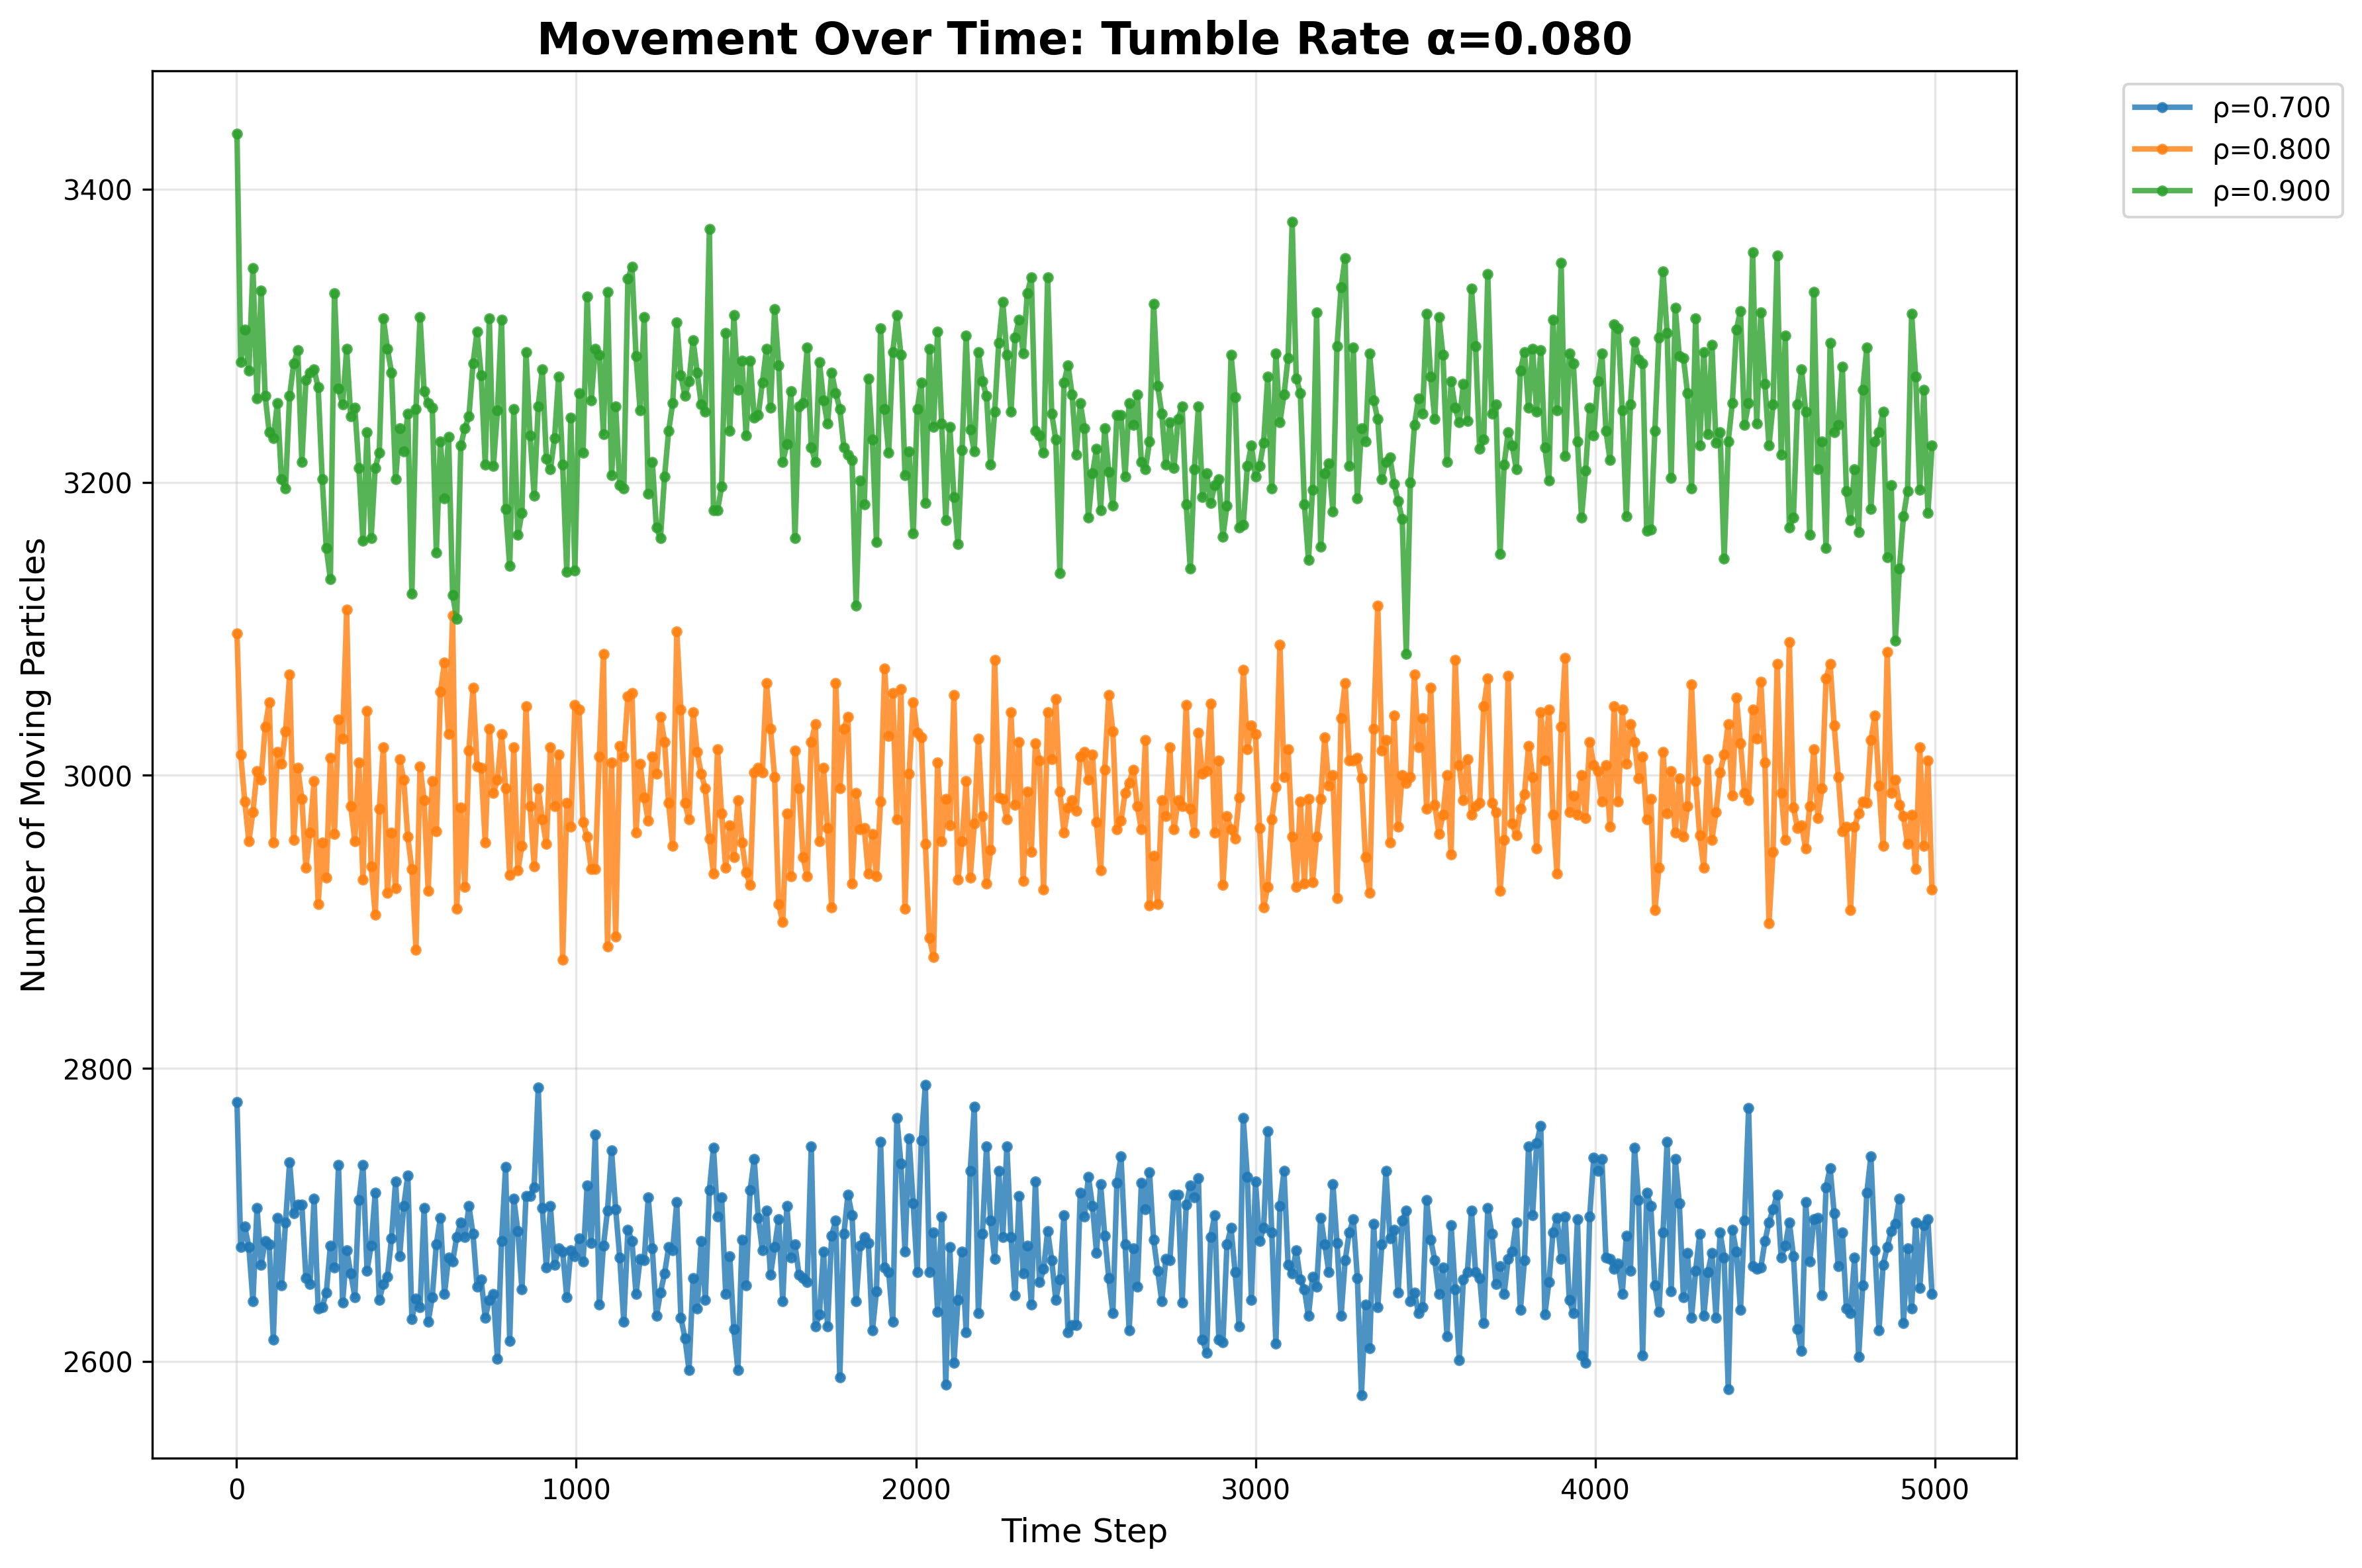 Movement Over Time: Tumble Rate α=0.080
ρ=0.700
ρ=0.800
ρ=0.900
Number of Moving Particles
3400
3200
3000
2800
2600
0 1000 2000 3000 4000 5000
Time Step